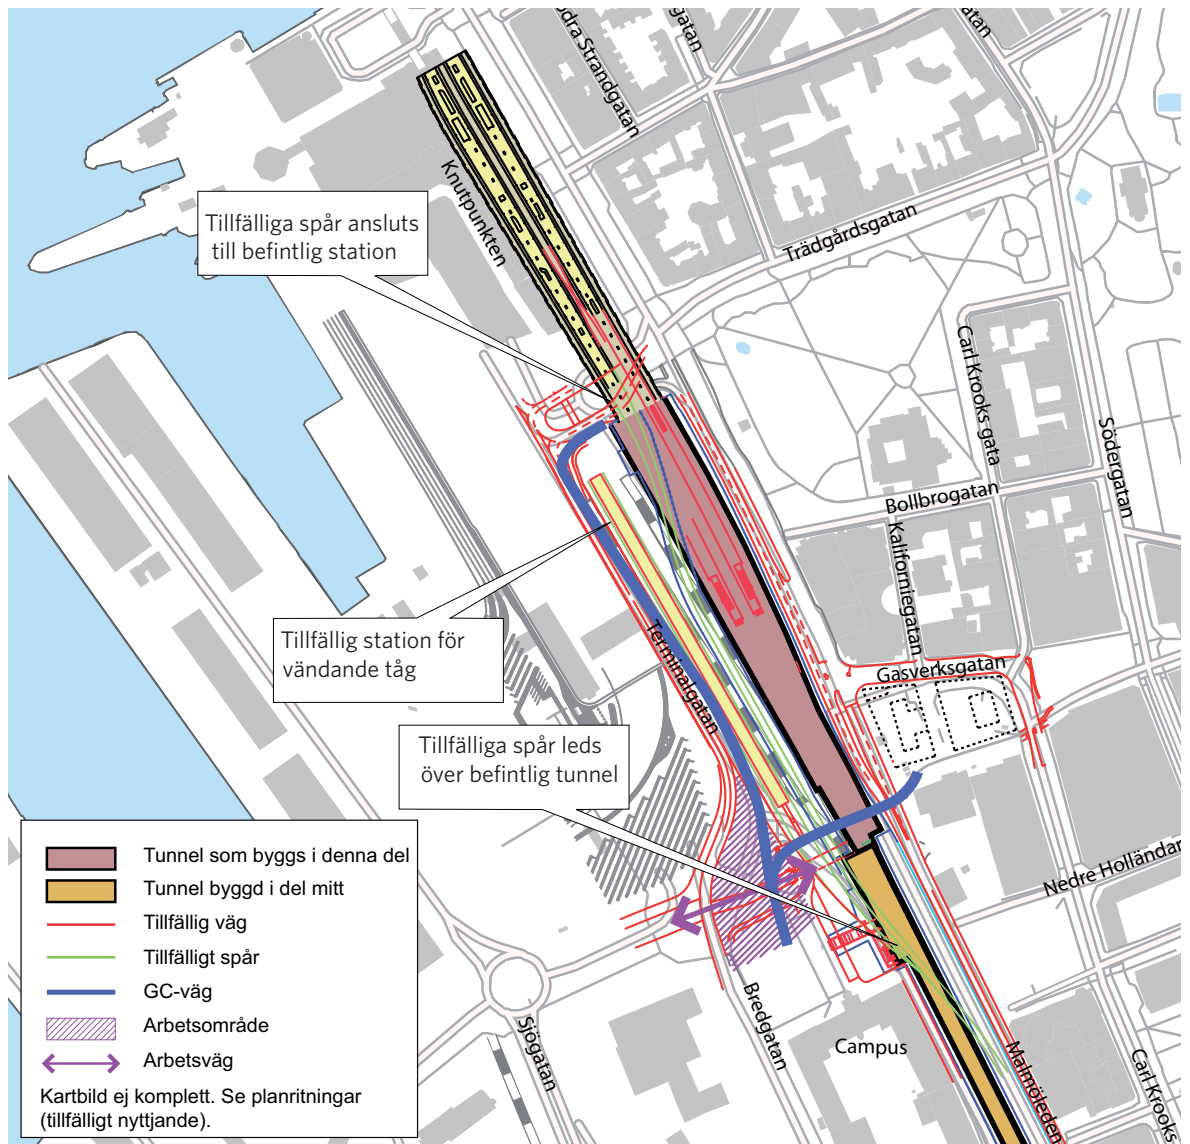 Södra Strandgatan
gatan
gatan
Knutpunkten
Tillfälliga spår ansluts
till befintlig station
Trädgårdsgatan
Carl Krooks gata
Södergatan
Bollbrogatan
Kaliforniegatan
Tillfällig station för
vändande tåg
Terminalgatan
Gasverksgatan
Tillfälliga spår leds
över befintlig tunnel
Nedre Holländar
Tunnel som byggs i denna del
Tunnel byggd i del mitt
Tillfällig väg
Tillfälligt spår
GC-väg
Arbetsområde
Arbetsväg
Kartbild ej komplett. Se planritningar
(tillfälligt nyttjande).
Sjögatan
Bredgatan
Campus
Malmöleden
Carl Krooks